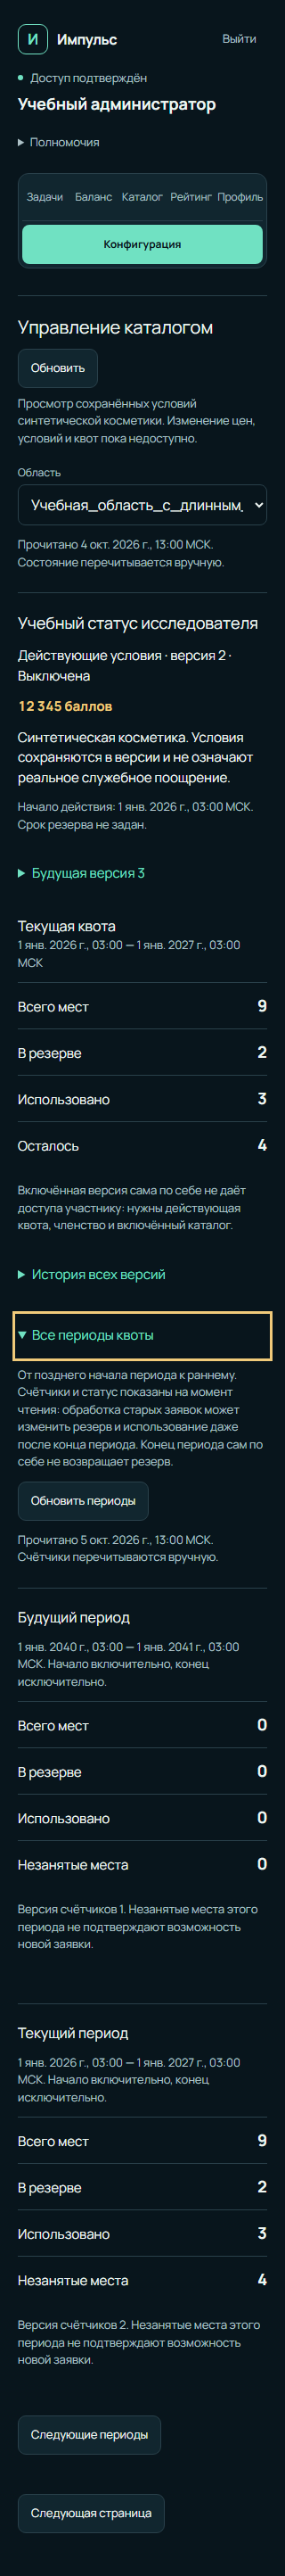 И Импульс Выйти
Доступ подтверждён
Учебный администратор
Полномочия
Задачи Баланс Каталог Рейтинг Профиль
Конфигурация
Управление каталогом
Обновить
Просмотр сохранённых условий
синтетической косметики. Изменение цен,
условий и квот пока недоступно.
Область
Учебная_область_с_длинным_
Прочитано 4 окт. 2026 г., 13:00 МСК.
Состояние перечитывается вручную.
Учебный статус исследователя
Действующие условия · версия 2 ·
Выключена
12 345 баллов
Синтетическая косметика. Условия
сохраняются в версии и не означают
реальное служебное поощрение.
Начало действия: 1 янв. 2026 г., 03:00 МСК.
Срок резерва не задан.
Будущая версия 3
Текущая квота
1 янв. 2026 г., 03:00 — 1 янв. 2027 г., 03:00
МСК
Всего мест 9
В резерве 2
Использовано 3
Осталось 4
Включённая версия сама по себе не даёт
доступа участнику: нужны действующая
квота, членство и включённый каталог.
История всех версий
Все периоды квоты
От позднего начала периода к раннему.
Счётчики и статус показаны на момент
чтения: обработка старых заявок может
изменить резерв и использование даже
после конца периода. Конец периода сам по
себе не возвращает резерв.
Обновить периоды
Прочитано 5 окт. 2026 г., 13:00 МСК.
Счётчики перечитываются вручную.
Будущий период
1 янв. 2040 г., 03:00 — 1 янв. 2041 г., 03:00
МСК. Начало включительно, конец
исключительно.
Всего мест 0
В резерве 0
Использовано 0
Незанятые места 0
Версия счётчиков 1. Незанятые места этого
периода не подтверждают возможность
новой заявки.
Текущий период
1 янв. 2026 г., 03:00 — 1 янв. 2027 г., 03:00
МСК. Начало включительно, конец
исключительно.
Всего мест 9
В резерве 2
Использовано 3
Незанятые места 4
Версия счётчиков 2. Незанятые места этого
периода не подтверждают возможность
новой заявки.
Следующие периоды
Следующая страница